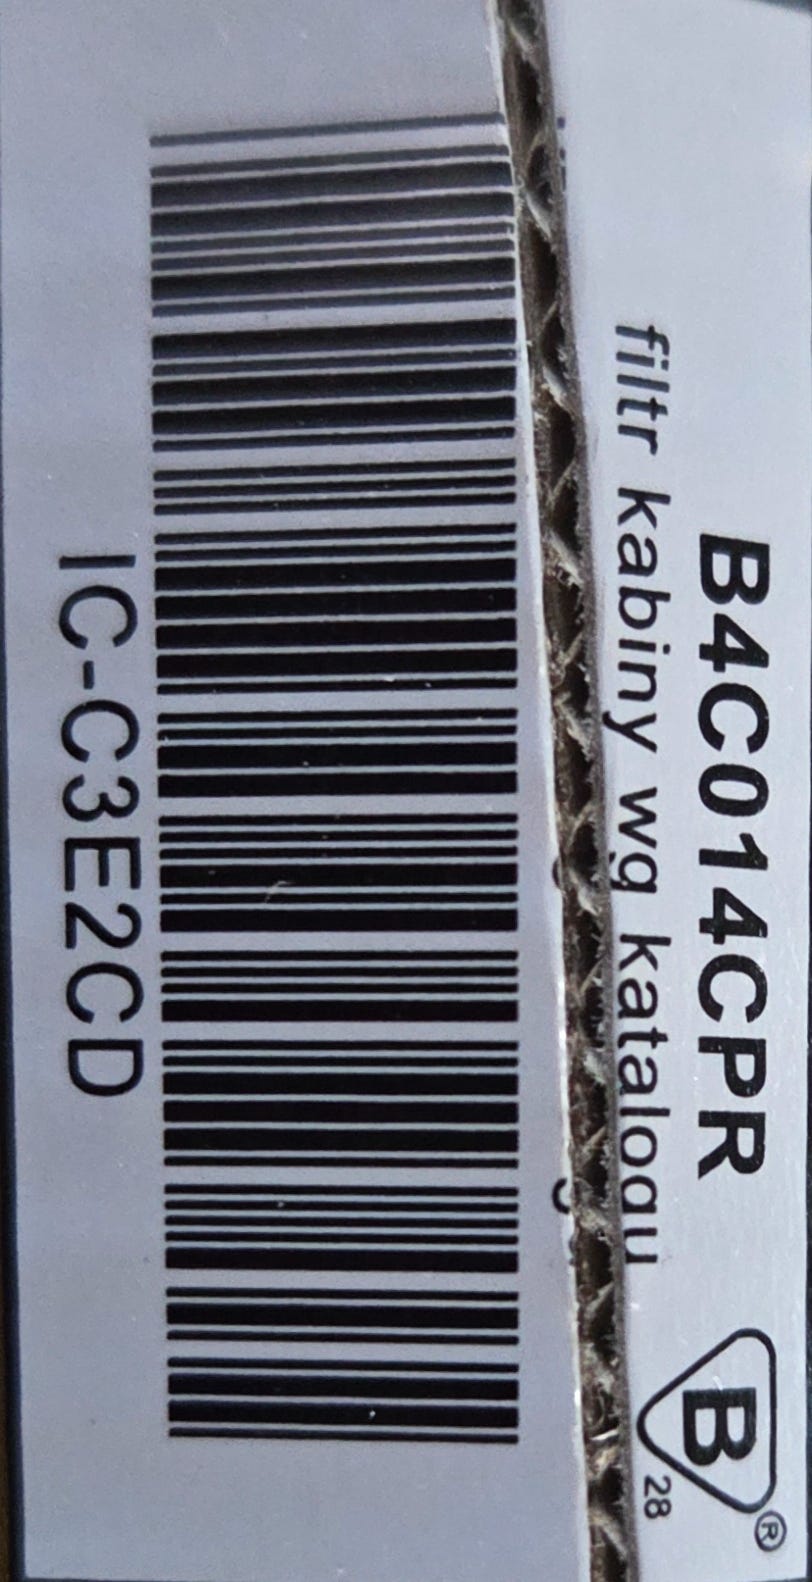 B4C014CPR
B
®
28
filtr kabiny wg katalogu
IC-C3E2CD